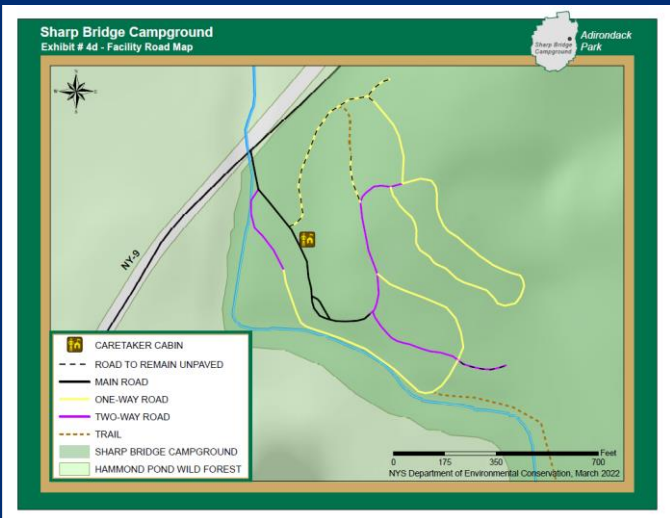 Sharp Bridge Campground
Exhibit # 4d - Facility Road Map
Sharp Bridge
Campground
Adirondack
Park
NY-9
CARETAKER CABIN
ROAD TO REMAIN UNPAVED
MAIN ROAD
ONE-WAY ROAD
TWO-WAY ROAD
TRAIL
SHARP BRIDGE CAMPGROUND
HAMMOND POND WILD FOREST
Feet
0 175 350 700
NYS Department of Environmental Conservation, March 2022